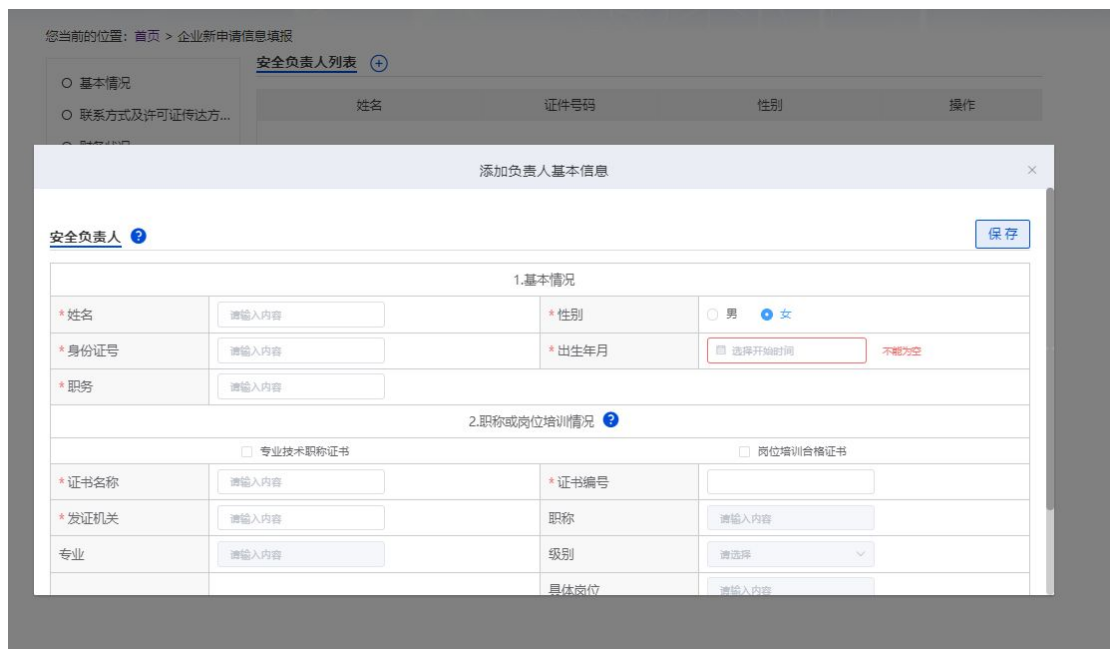 您当前的位置：首页 > 企业新申请信息填报
安全负责人列表
基本情况
姓名 证件号码 性别 操作
联系方式及许可证传达方...
财务状况
添加负责人基本信息 ×
安全负责人 ? 保存
1.基本情况
*姓名 请输入内容 *性别 男 女
*身份证号 请输入内容 *出生年月 选择开始时间 不能为空
*职务 请输入内容
2.职称或岗位培训情况 ?
专业技术职称证书 岗位培训合格证书
*证书名称 请输入内容 *证书编号
*发证机关 请输入内容 职称 请输入内容
专业 请输入内容 级别 请选择
具体岗位 请输入内容